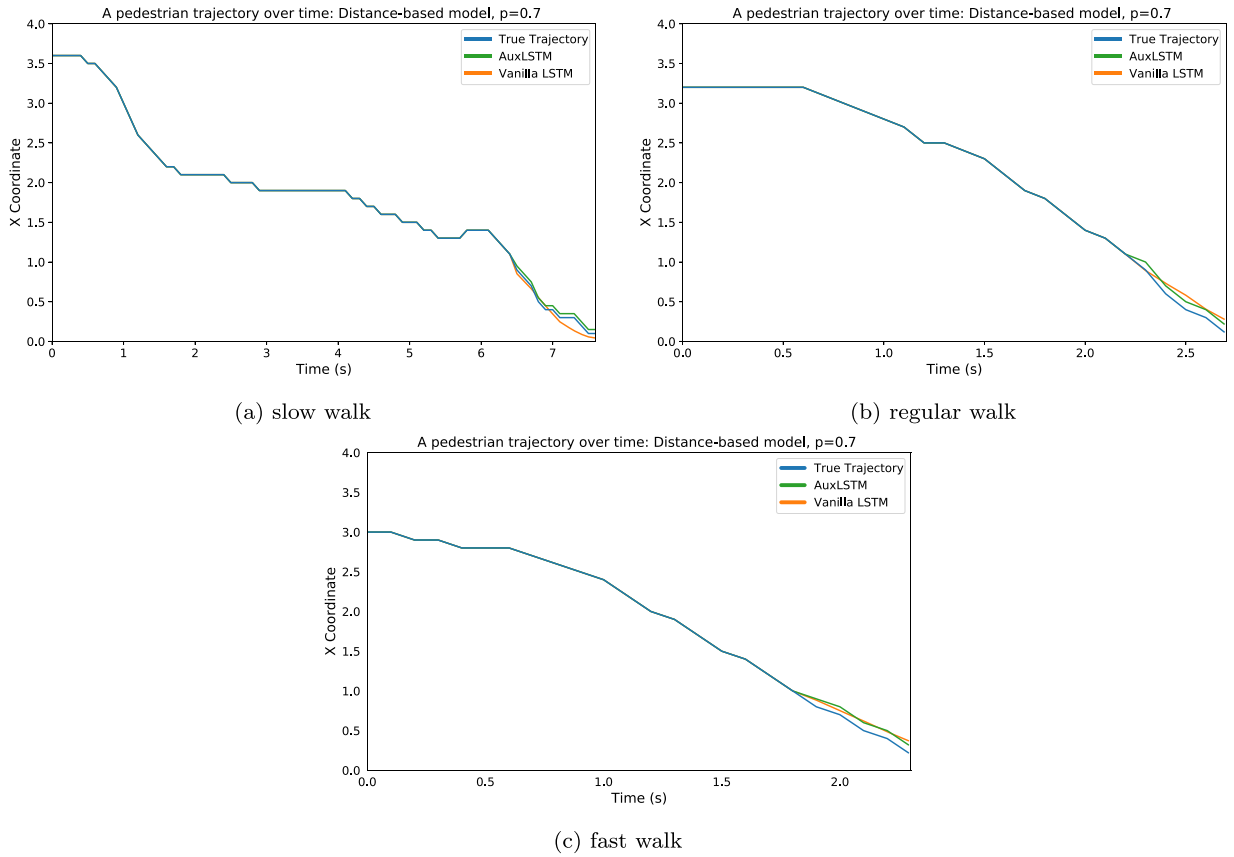 A pedestrian trajectory over time: Distance-based model, p=0.7
4.0
3.5
3.0
2.5
2.0
1.5
1.0
0.5
0.0
X Coordinate
True Trajectory
AuxLSTM
Vanilla LSTM
0 1 2 3 4 5 6 7
Time (s)
(a) slow walk
A pedestrian trajectory over time: Distance-based model, p=0.7
4.0
3.5
3.0
2.5
2.0
1.5
1.0
0.5
0.0
X Coordinate
True Trajectory
AuxLSTM
Vanilla LSTM
0.0 0.5 1.0 1.5 2.0 2.5
Time (s)
(b) regular walk
A pedestrian trajectory over time: Distance-based model, p=0.7
4.0
3.5
3.0
2.5
2.0
1.5
1.0
0.5
0.0
X Coordinate
True Trajectory
AuxLSTM
Vanilla LSTM
0.0 0.5 1.0 1.5 2.0
Time (s)
(c) fast walk